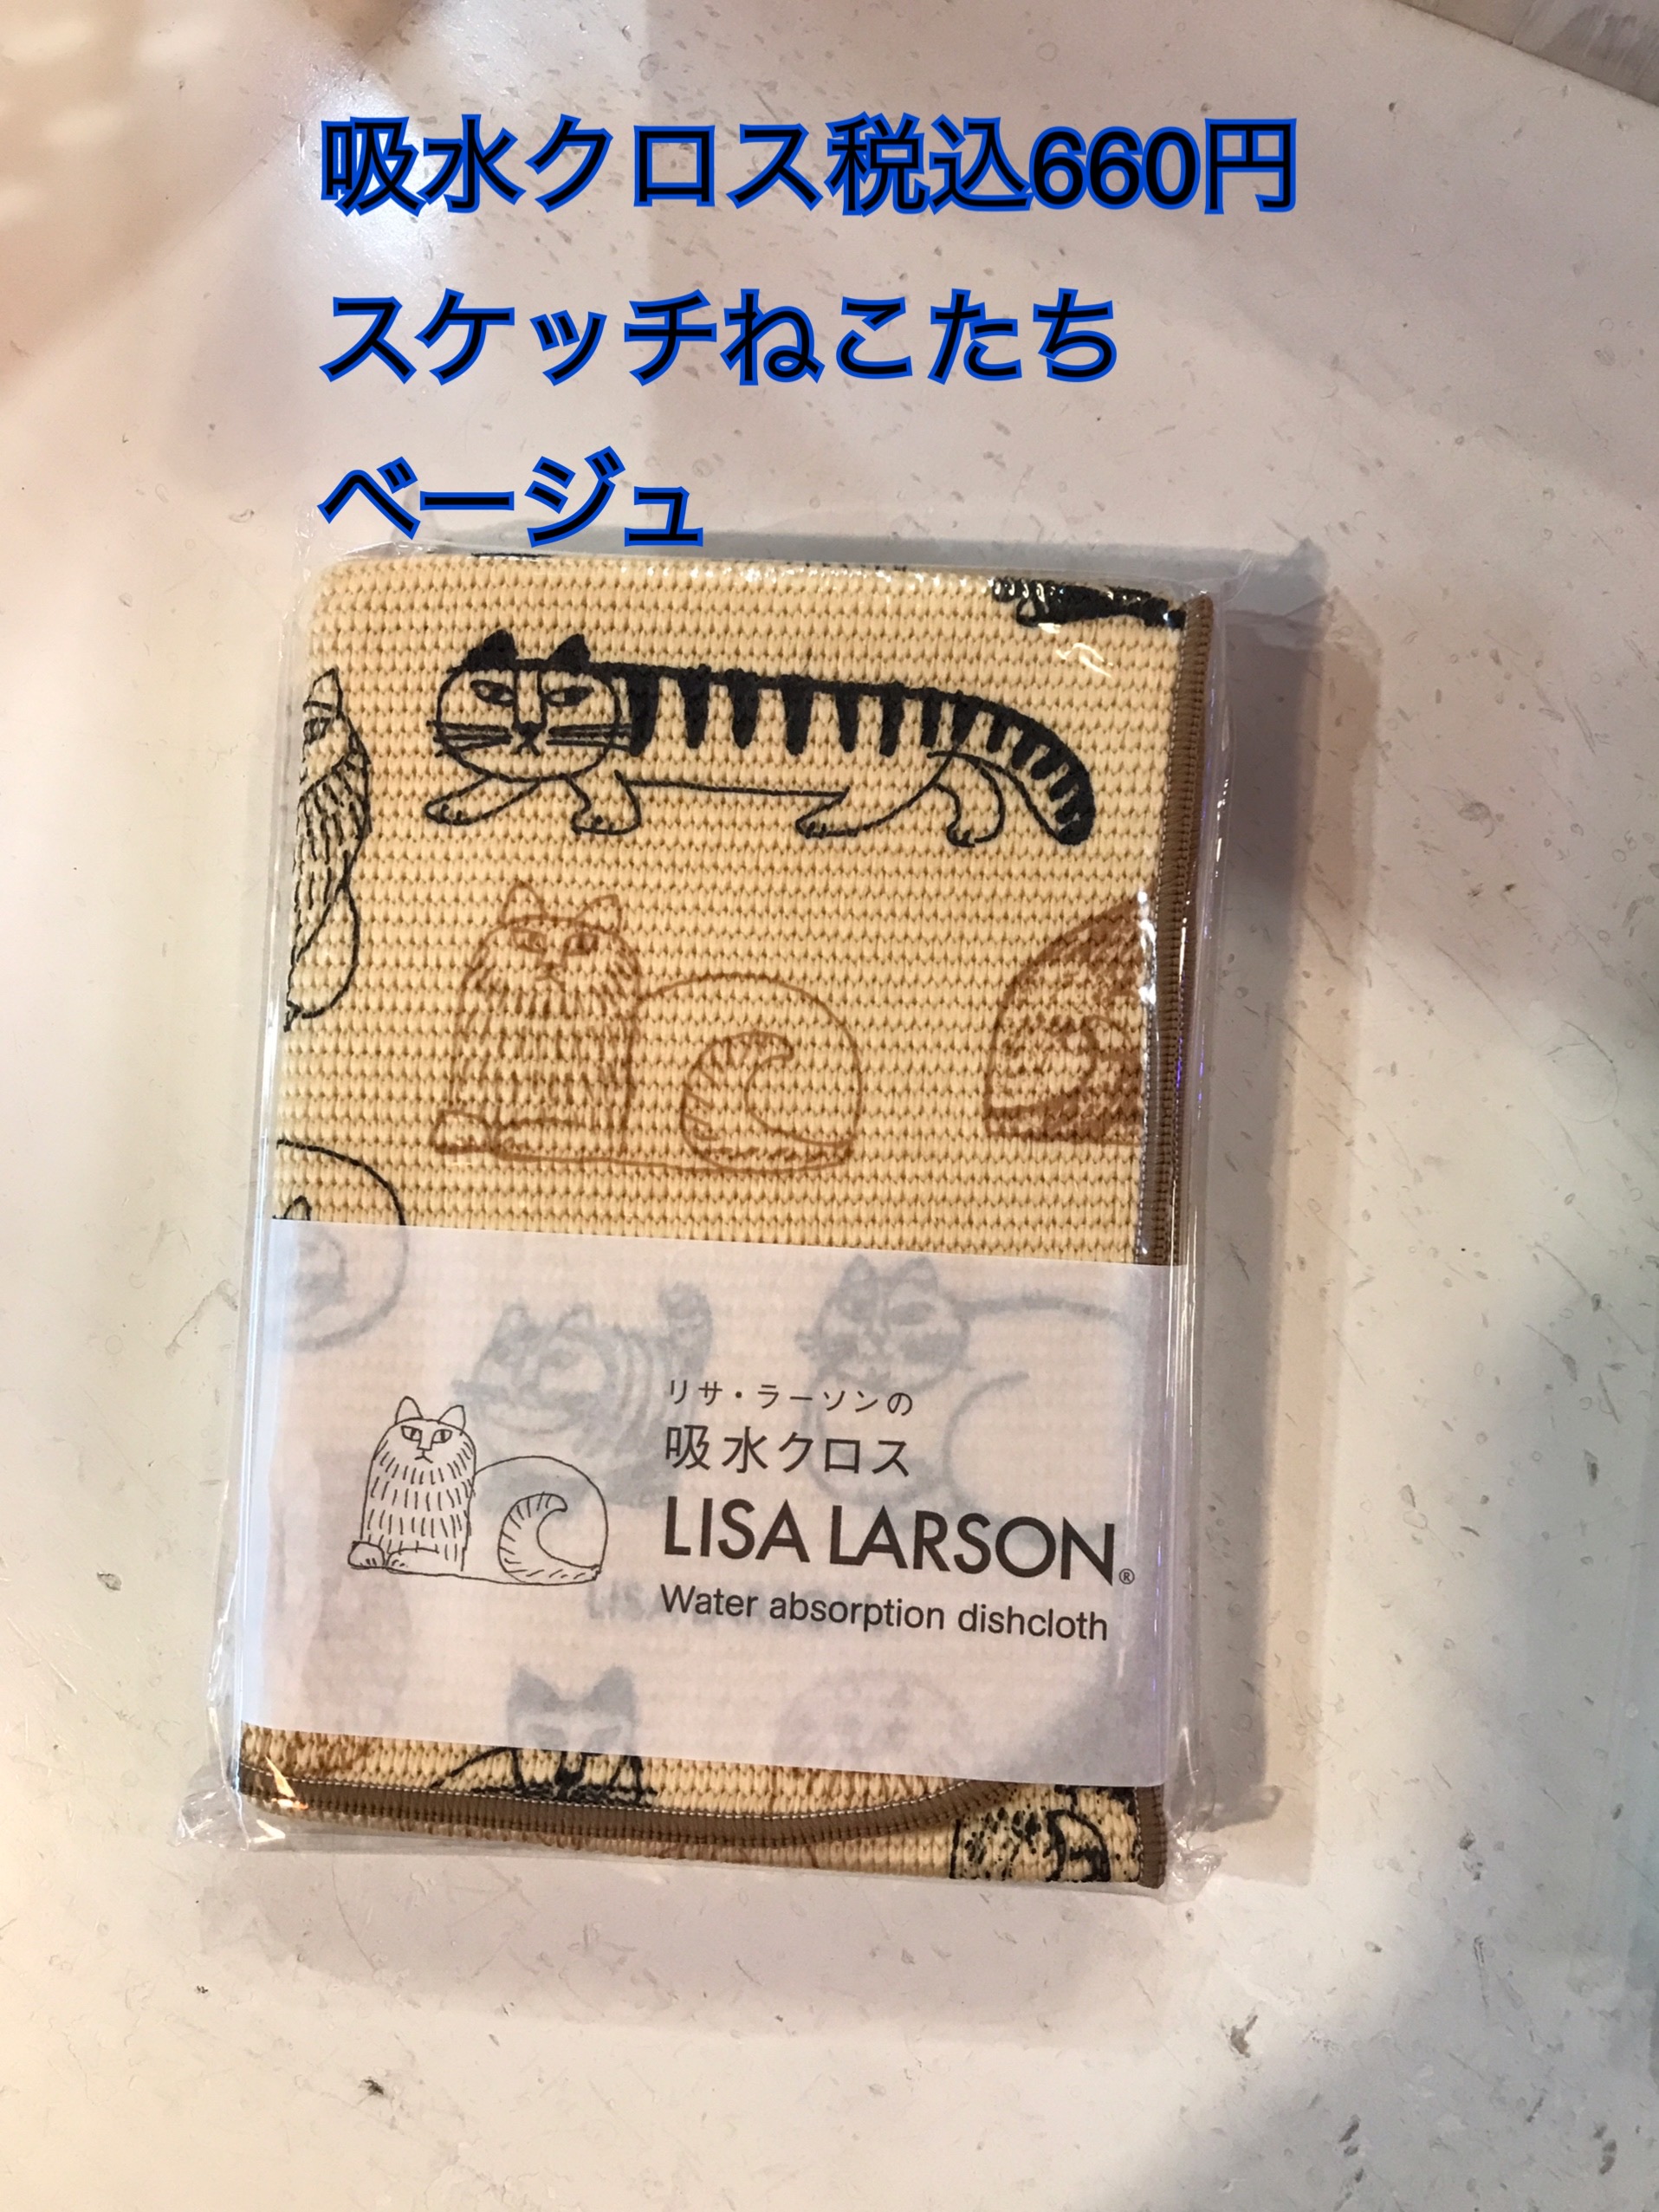 吸水クロス税込660円
スケッチねこたち
ベージュ
リサ・ラーソンの
吸水クロス
LISA LARSON®
Water absorption dishcloth